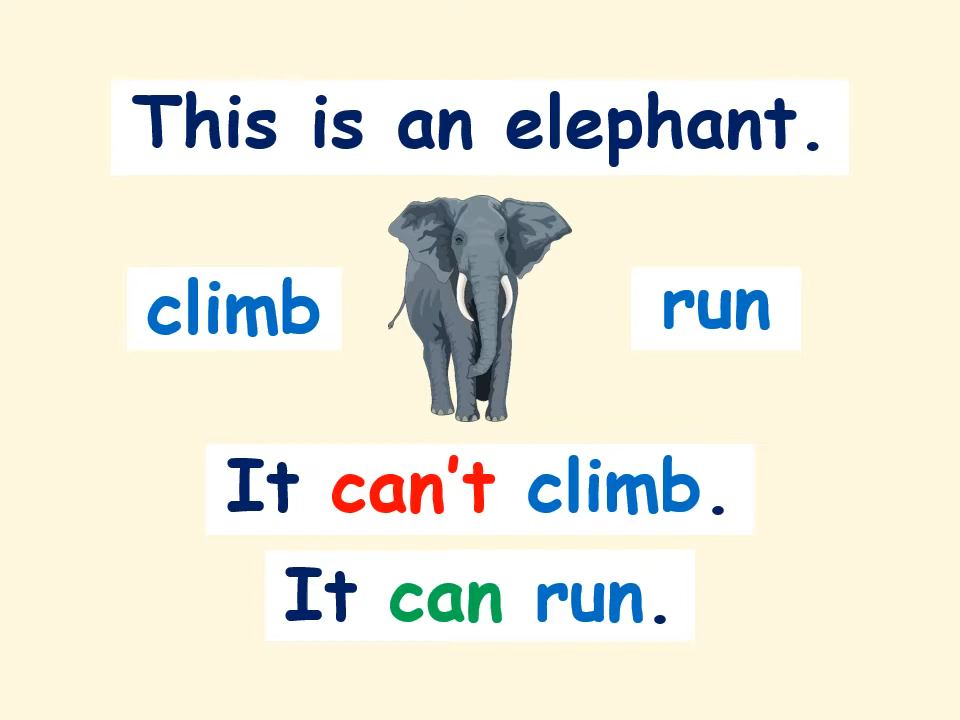 This is an elephant.
climb
run
It can't climb.
It can run.